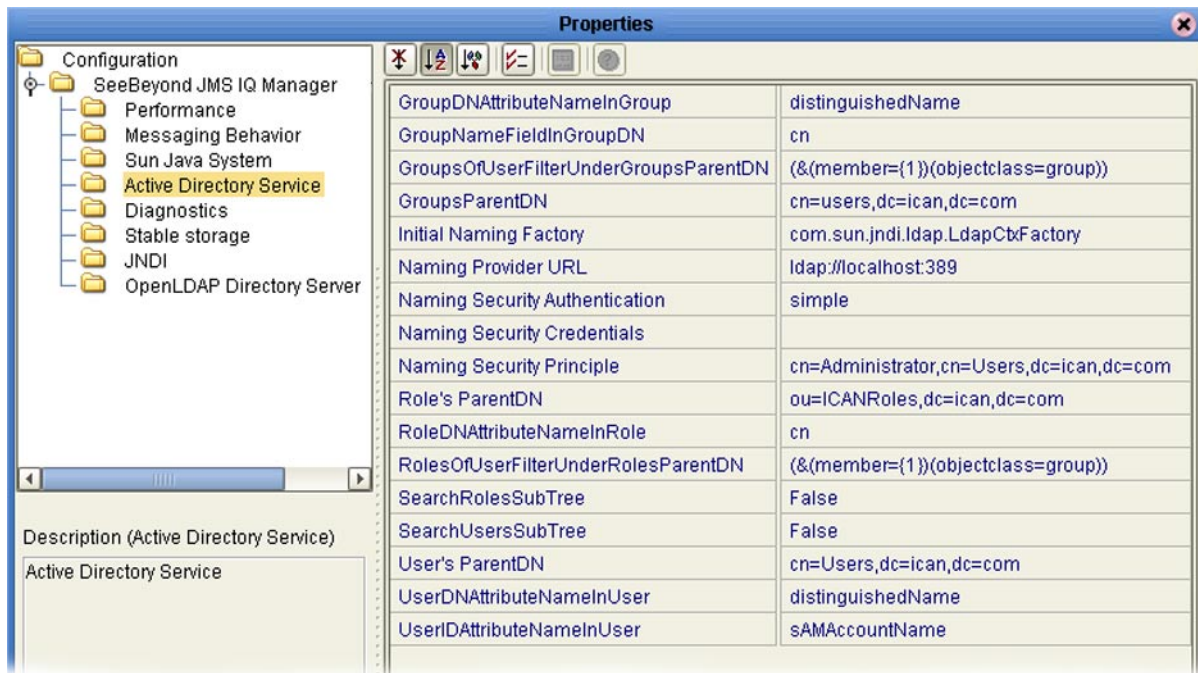 Properties
Configuration
SeeBeyond JMS IQ Manager
Performance
Messaging Behavior
Sun Java System
Active Directory Service
Diagnostics
Stable storage
JNDI
OpenLDAP Directory Server
Description (Active Directory Service)
Active Directory Service
GroupDNAttributeNameInGroup distinguishedName
GroupNameFieldInGroupDN cn
GroupsOfUserFilterUnderGroupsParentDN (&(member={1})(objectclass=group))
GroupsParentDN cn=users,dc=ican,dc=com
Initial Naming Factory com.sun.jndi.ldap.LdapCtxFactory
Naming Provider URL ldap://localhost:389
Naming Security Authentication simple
Naming Security Credentials
Naming Security Principle cn=Administrator,cn=Users,dc=ican,dc=com
Role's ParentDN ou=ICANRoles,dc=ican,dc=com
RoleDNAttributeNameInRole cn
RolesOfUserFilterUnderRolesParentDN (&(member={1})(objectclass=group))
SearchRolesSubTree False
SearchUsersSubTree False
User's ParentDN cn=Users,dc=ican,dc=com
UserDNAttributeNameInUser distinguishedName
UserIDAttributeNameInUser sAMAccountName